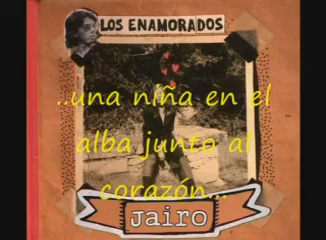 LOS ENAMORADOS
..una niña en el
alba junto al
corazón...
jairo